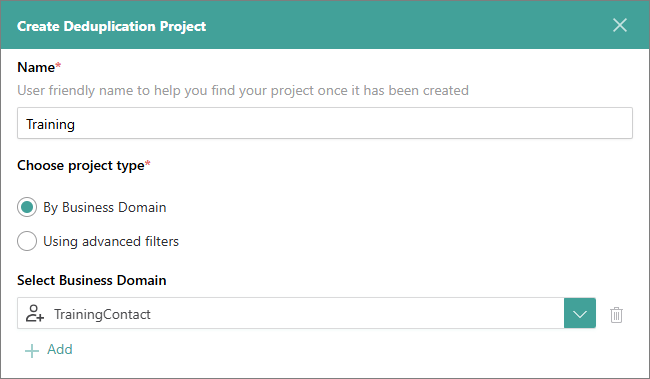 Create Deduplication Project
Name*
User friendly name to help you find your project once it has been created
Training
Choose project type*
By Business Domain
Using advanced filters
Select Business Domain
TrainingContact
Add